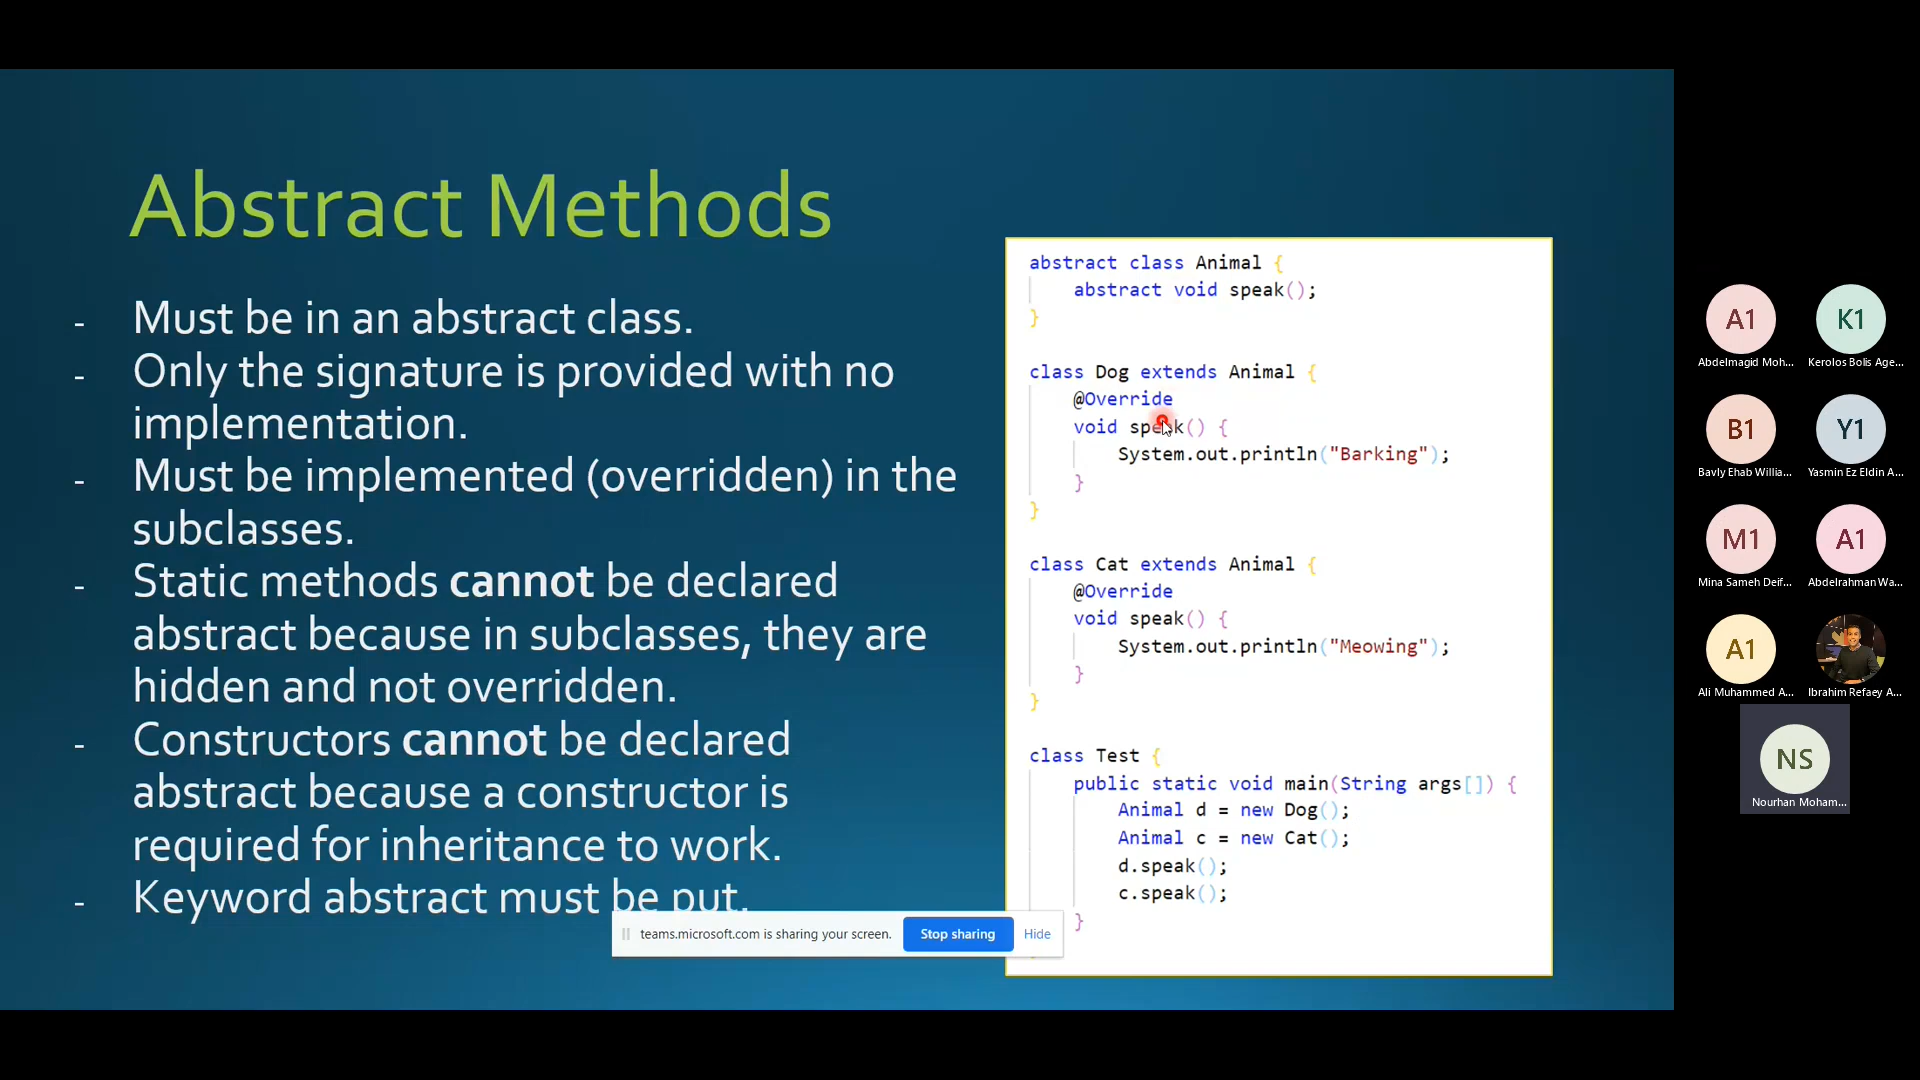 Abstract Methods
- Must be in an abstract class.
- Only the signature is provided with no
implementation.
- Must be implemented (overridden) in the
subclasses.
- Static methods cannot be declared
abstract because in subclasses, they are
hidden and not overridden.
- Constructors cannot be declared
abstract because a constructor is
required for inheritance to work.
- Keyword abstract must be put.
abstract class Animal {
abstract void speak();
}
class Dog extends Animal {
@Override
void speak() {
System.out.println("Barking");
}
}
class Cat extends Animal {
@Override
void speak() {
System.out.println("Meowing");
}
}
class Test {
public static void main(String args[]) {
Animal d = new Dog();
Animal c = new Cat();
d.speak();
c.speak();
}
teams.microsoft.com is sharing your screen.
Stop sharing
Hide
A1
Abdelmagid Moh...
K1
Kerolos Bolis Age...
B1
Bavly Ehab Willia...
Y1
Yasmin Ez Eldin A...
M1
Mina Sameh Deif...
A1
Abdelrahman Wa...
A1
Ali Muhammed A...
Ibrahim Refaey A...
NS
Nourhan Moham...